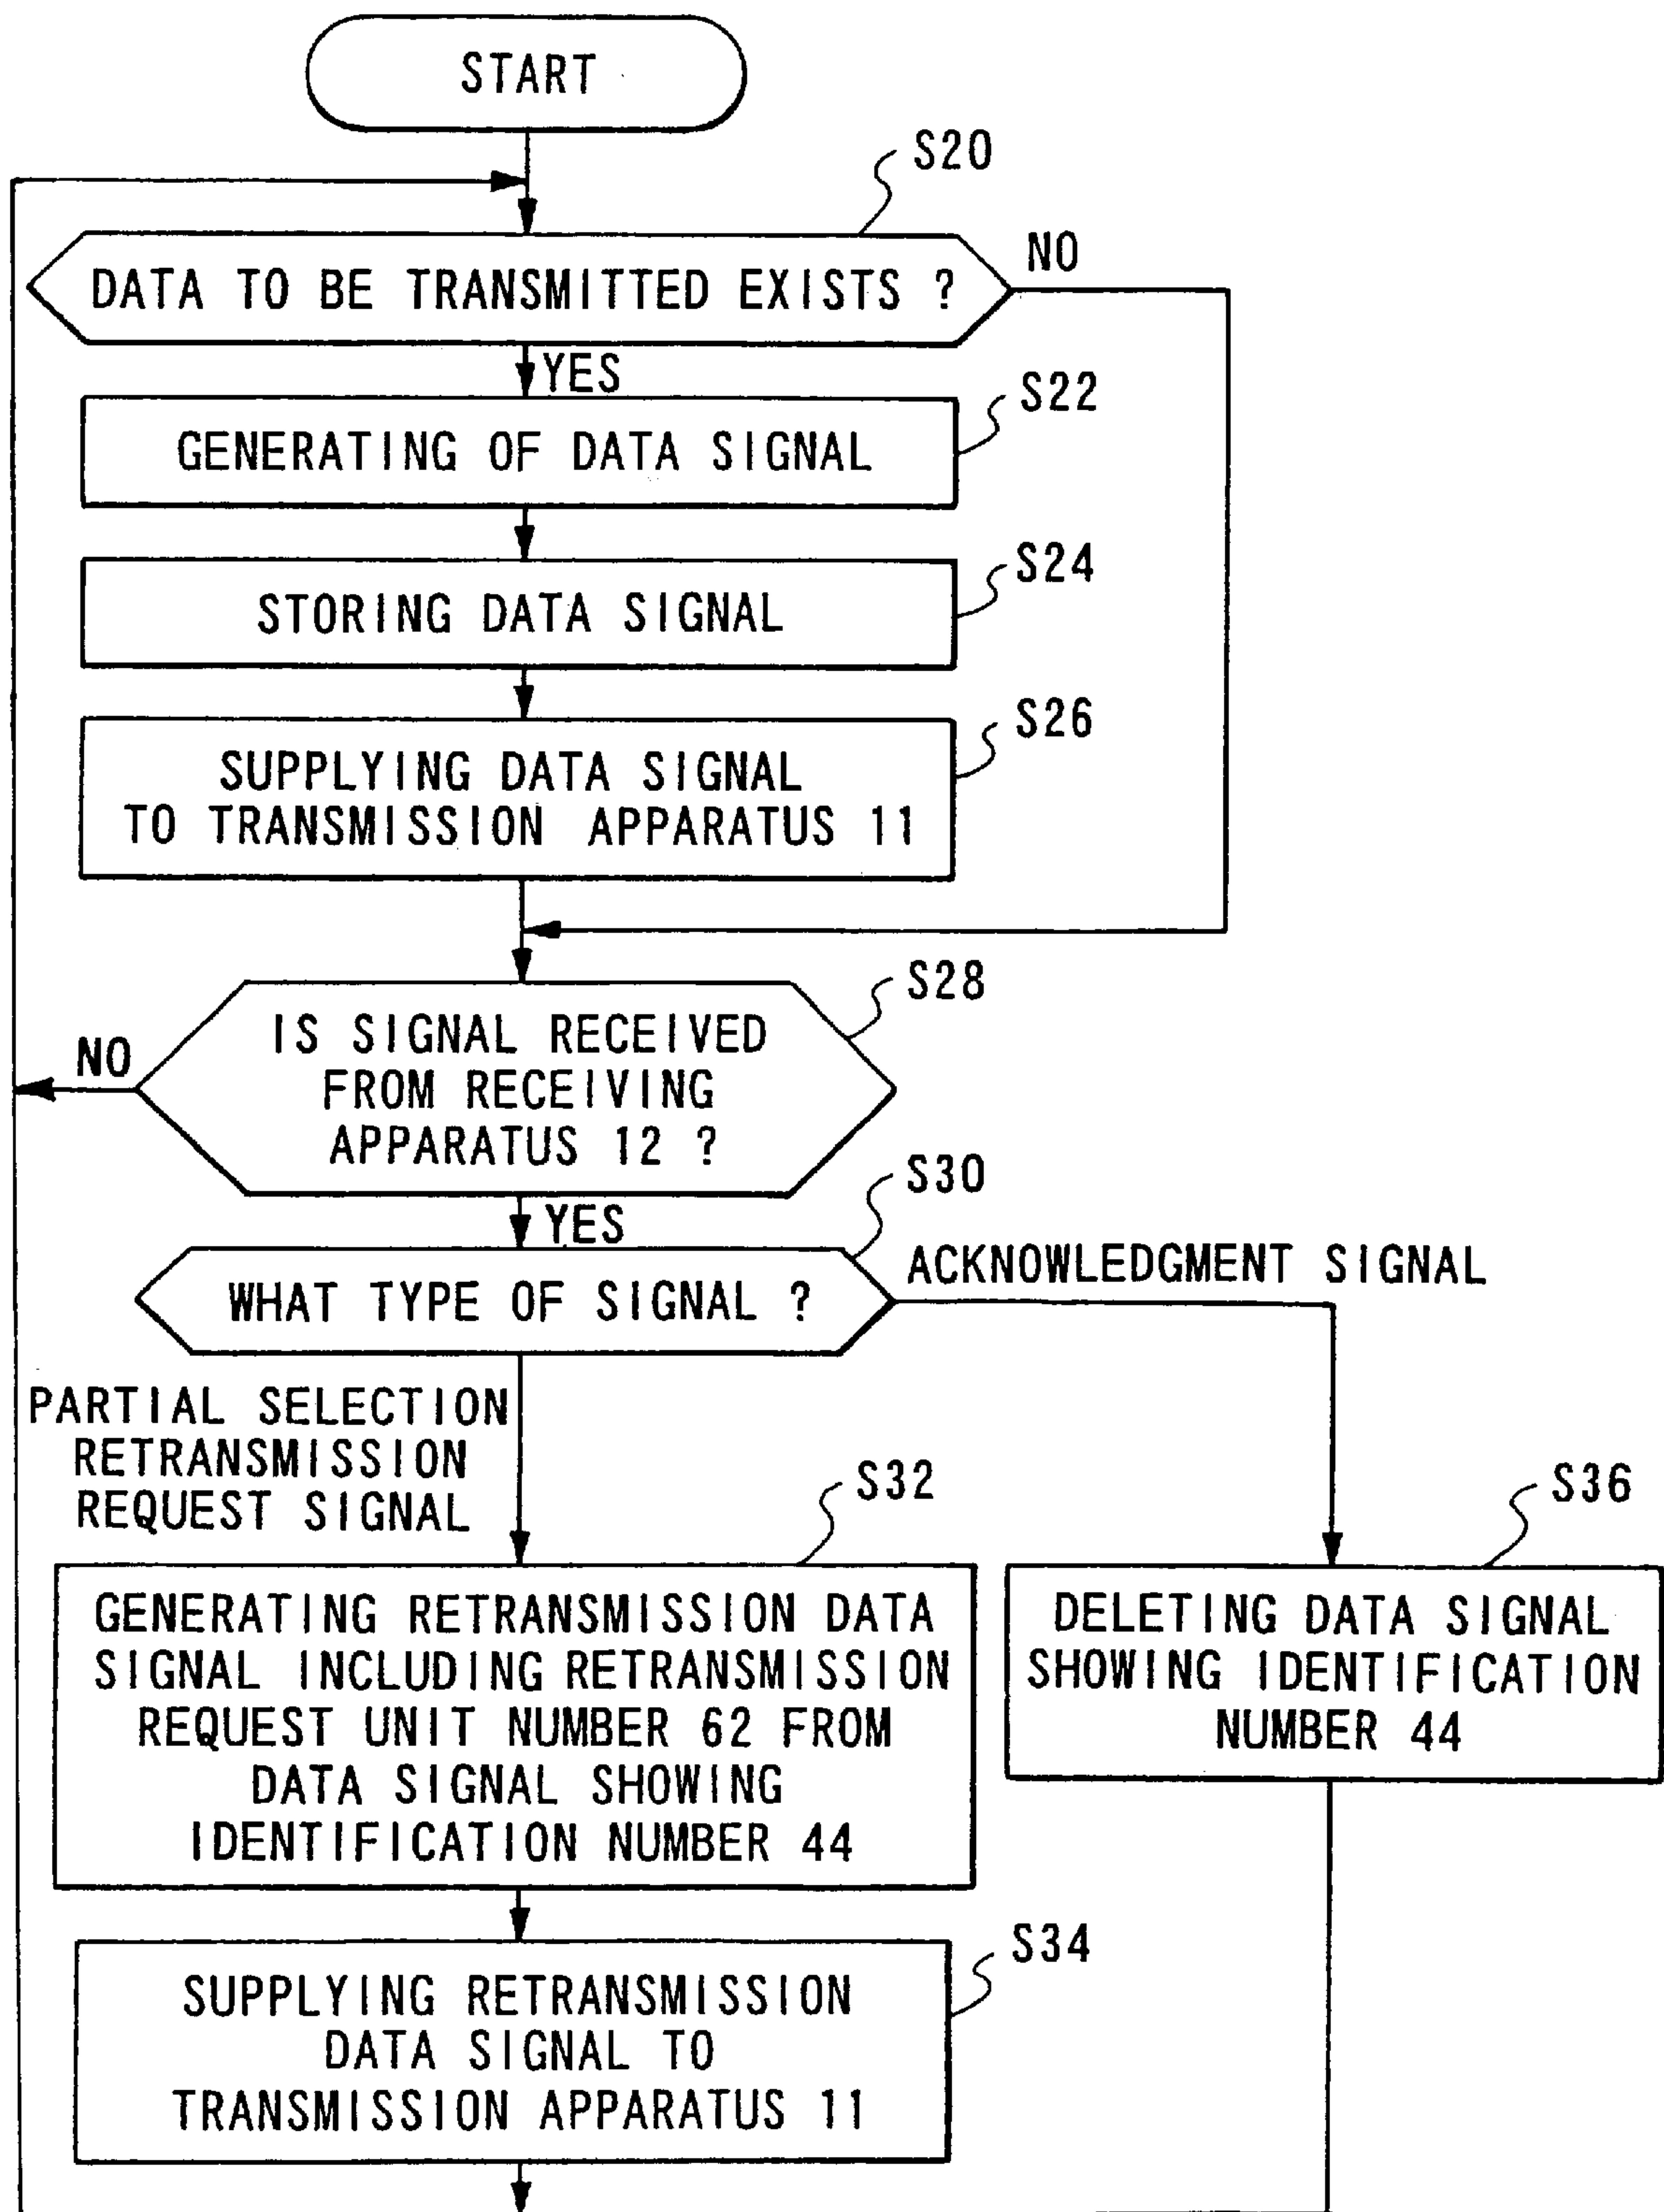 START
S20
DATA TO BE TRANSMITTED EXISTS ?
NO
YES
S22
GENERATING OF DATA SIGNAL
S24
STORING DATA SIGNAL
S26
SUPPLYING DATA SIGNAL
TO TRANSMISSION APPARATUS 11
S28
IS SIGNAL RECEIVED
FROM RECEIVING
APPARATUS 12 ?
NO
YES
S30
WHAT TYPE OF SIGNAL ?
ACKNOWLEDGMENT SIGNAL
PARTIAL SELECTION
RETRANSMISSION
REQUEST SIGNAL
S32
GENERATING RETRANSMISSION DATA
SIGNAL INCLUDING RETRANSMISSION
REQUEST UNIT NUMBER 62 FROM
DATA SIGNAL SHOWING
IDENTIFICATION NUMBER 44
S36
DELETING DATA SIGNAL
SHOWING IDENTIFICATION
NUMBER 44
S34
SUPPLYING RETRANSMISSION
DATA SIGNAL TO
TRANSMISSION APPARATUS 11